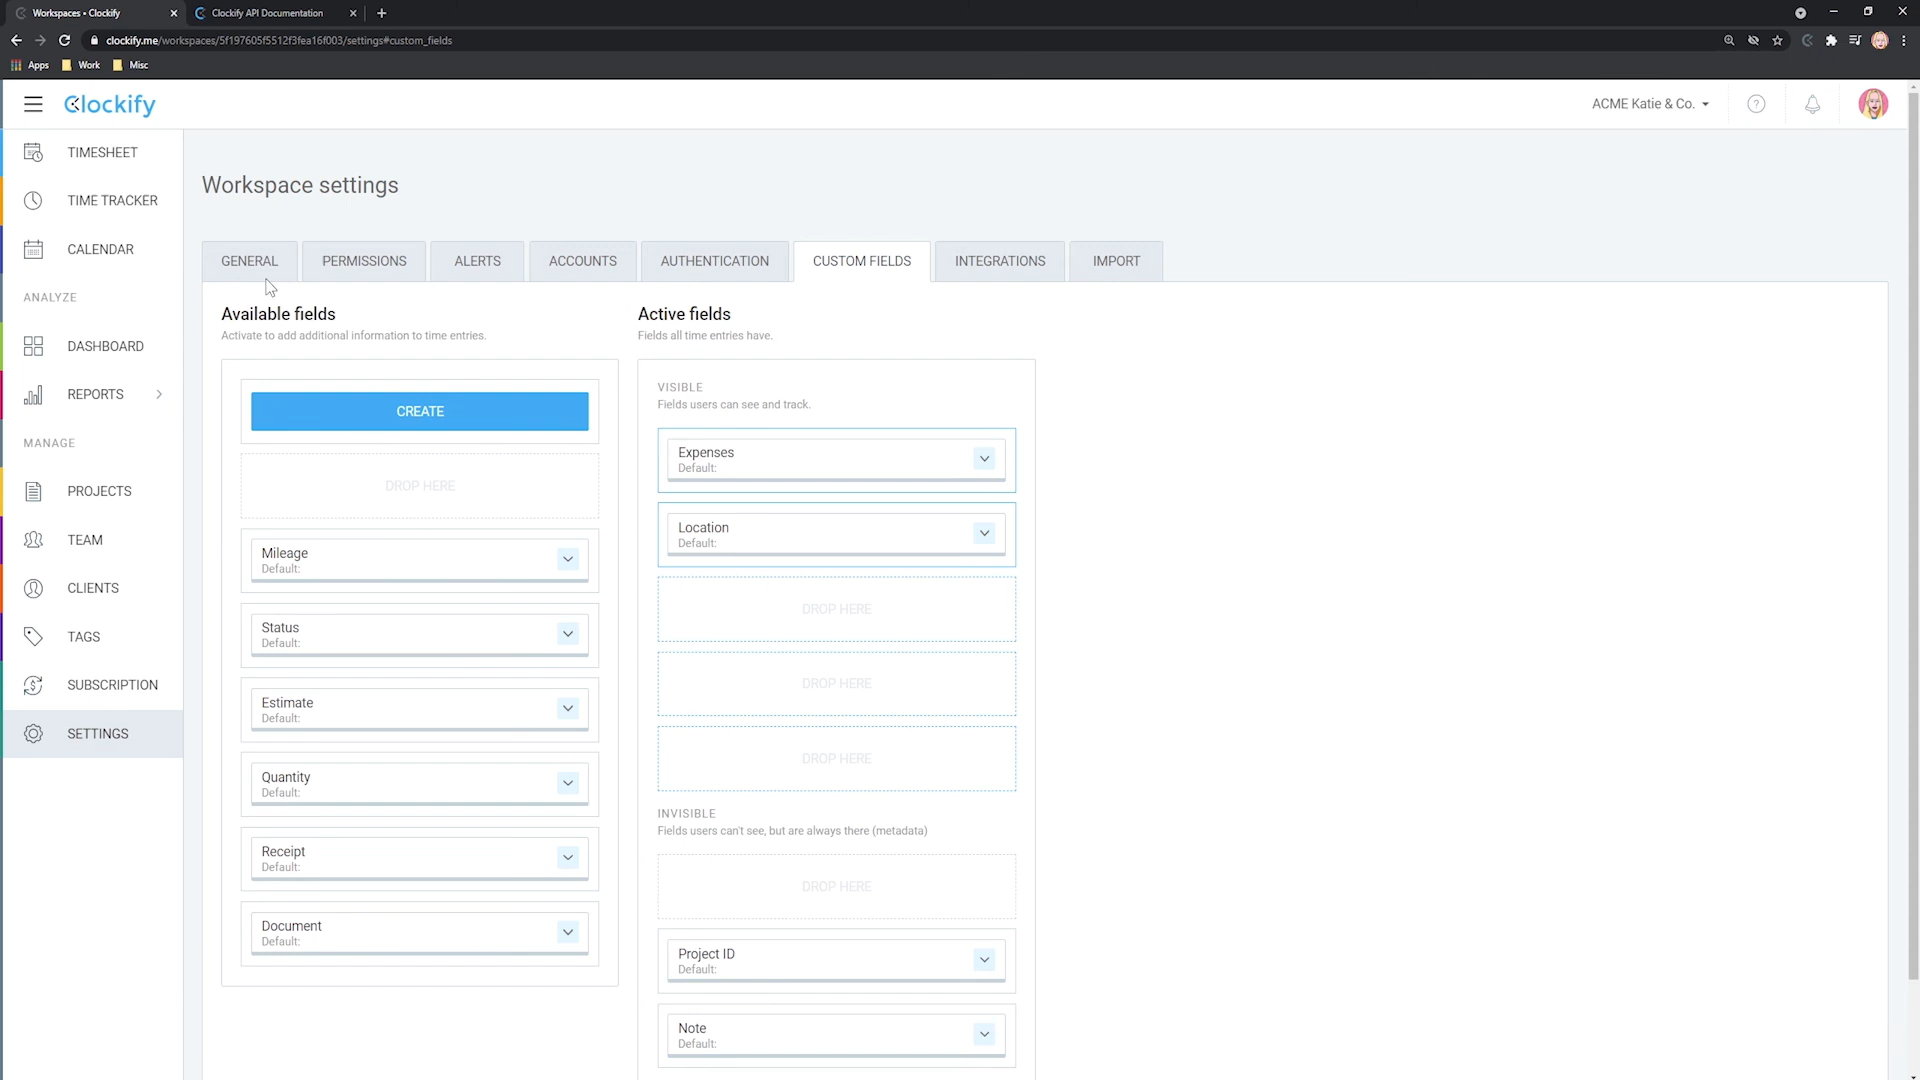 Workspaces • Clockify
Clockify API Documentation
clockify.me/workspaces/5f197605f5512f3fea16f003/settings#custom_fields
Apps
Work
Misc
Clockify
ACME Katie & Co.
TIMESHEET
TIME TRACKER
CALENDAR
ANALYZE
DASHBOARD
REPORTS
MANAGE
PROJECTS
TEAM
CLIENTS
TAGS
SUBSCRIPTION
SETTINGS
Workspace settings
GENERAL
PERMISSIONS
ALERTS
ACCOUNTS
AUTHENTICATION
CUSTOM FIELDS
INTEGRATIONS
IMPORT
Available fields
Activate to add additional information to time entries.
CREATE
DROP HERE
Mileage
Default:
Status
Default:
Estimate
Default:
Quantity
Default:
Receipt
Default:
Document
Default:
Active fields
Fields all time entries have.
VISIBLE
Fields users can see and track.
Expenses
Default:
Location
Default:
DROP HERE
DROP HERE
DROP HERE
INVISIBLE
Fields users can't see, but are always there (metadata)
DROP HERE
Project ID
Default:
Note
Default: